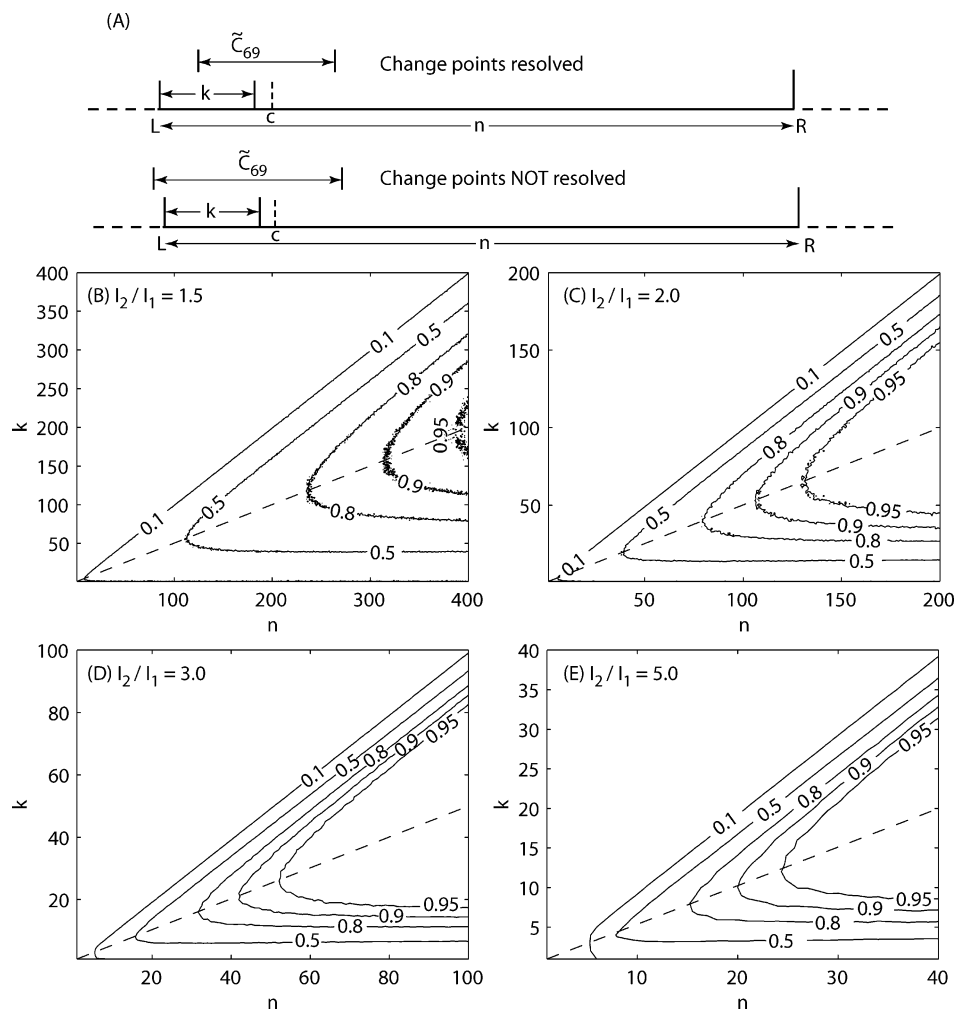 (A)
C̃69
Change points resolved
k
c
L n R
C̃69
Change points NOT resolved
k
c
L n R
(B) I2 / I1 = 1.5
400
350
300
250
200
150
100
50
k
0.1
0.5
0.8
0.9
0.95
0.9
0.8
0.5
0.1
0.5
100 200 300 400
n
(C) I2 / I1 = 2.0
200
150
100
50
k
0.1
0.5
0.9
0.95
0.8
0.5
0.1
0.95
0.9
0.8
0.5
50 100 150 200
n
(D) I2 / I1 = 3.0
100
80
60
40
20
k
0.1
0.5
0.8
0.9
0.95
0.95
0.9
0.8
0.5
20 40 60 80 100
n
(E) I2 / I1 = 5.0
40
35
30
25
20
15
10
5
k
0.1
0.5
0.8
0.9
0.95
0.95
0.9
0.8
0.5
10 20 30 40
n